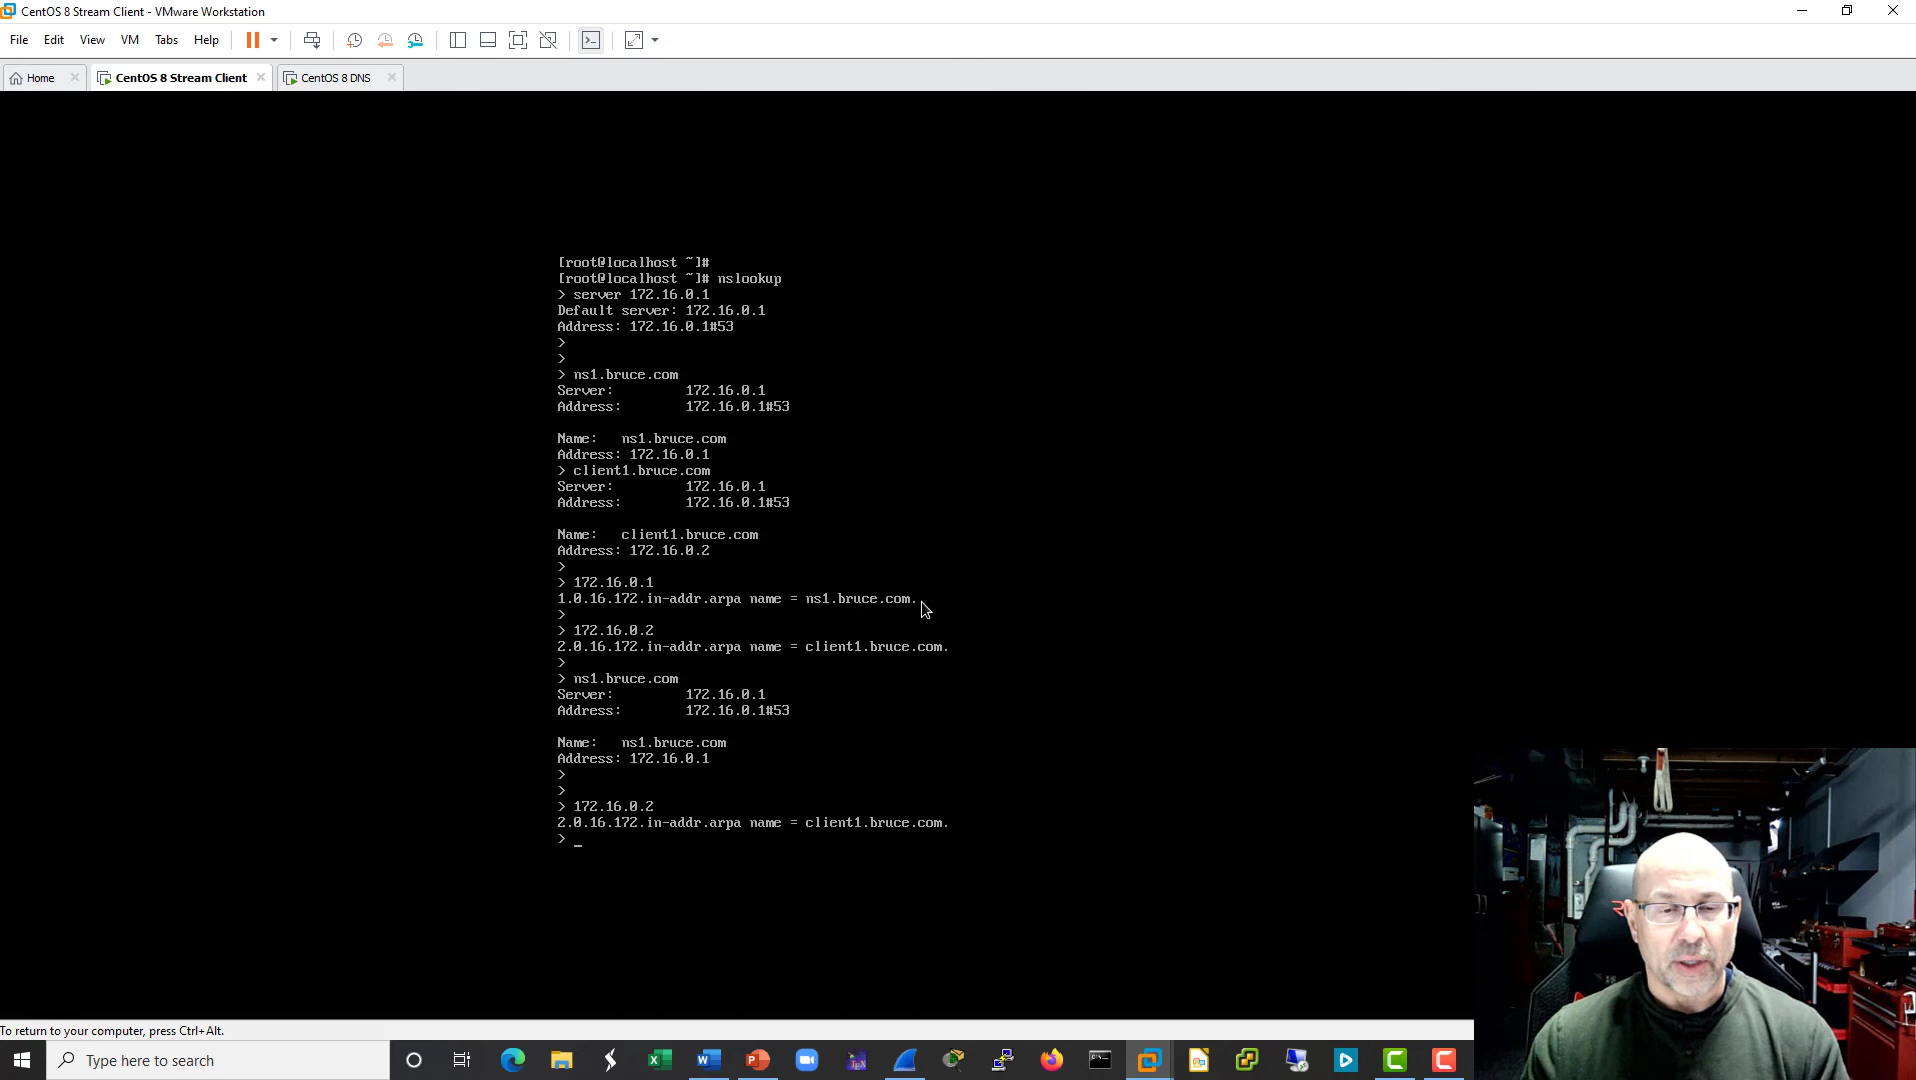 CentOS 8 Stream Client - VMware Workstation
File Edit View VM Tabs Help
Home CentOS 8 Stream Client CentOS 8 DNS
[root@localhost ~]#
[root@localhost ~]# nslookup
> server 172.16.0.1
Default server: 172.16.0.1
Address: 172.16.0.1#53
>
>
> ns1.bruce.com
Server: 172.16.0.1
Address: 172.16.0.1#53
Name: ns1.bruce.com
Address: 172.16.0.1
> client1.bruce.com
Server: 172.16.0.1
Address: 172.16.0.1#53
Name: client1.bruce.com
Address: 172.16.0.2
>
> 172.16.0.1
1.0.16.172.in-addr.arpa name = ns1.bruce.com.
>
> 172.16.0.2
2.0.16.172.in-addr.arpa name = client1.bruce.com.
>
> ns1.bruce.com
Server: 172.16.0.1
Address: 172.16.0.1#53
Name: ns1.bruce.com
Address: 172.16.0.1
>
>
> 172.16.0.2
2.0.16.172.in-addr.arpa name = client1.bruce.com.
> _
To return to your computer, press Ctrl+Alt.
Type here to search